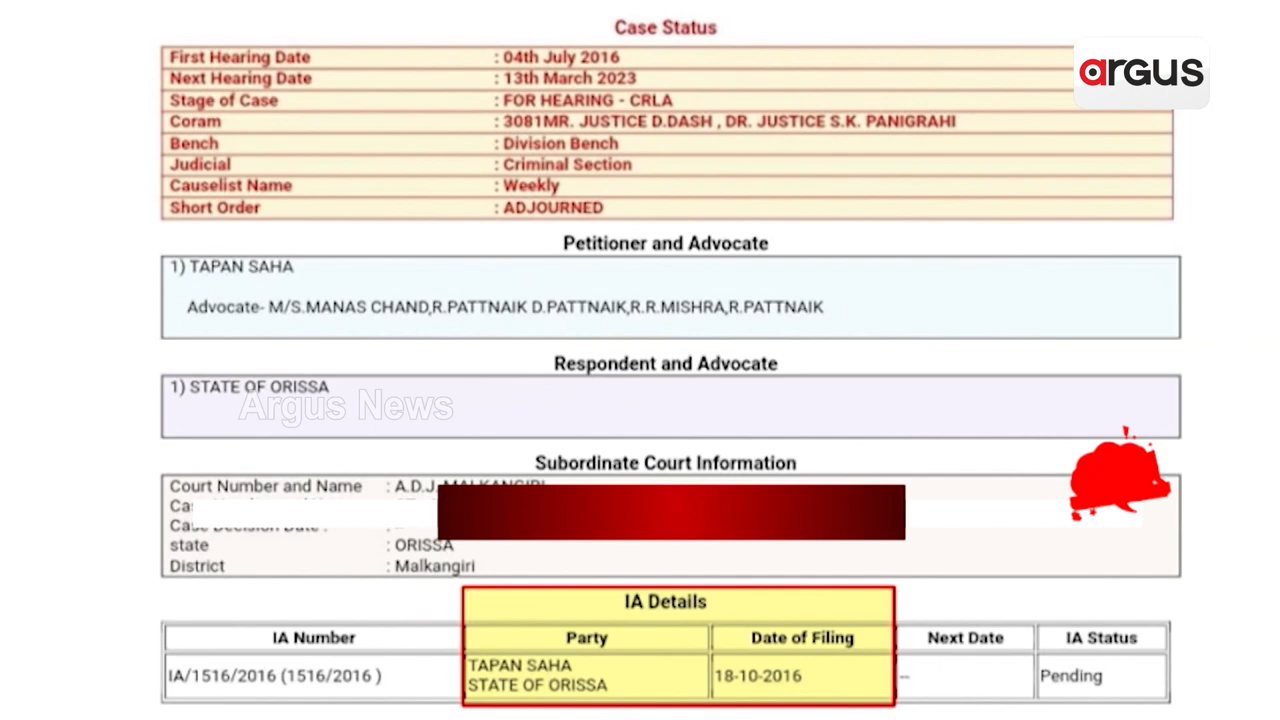 Case Status
argus
First Hearing Date : 04th July 2016
Next Hearing Date : 13th March 2023
Stage of Case : FOR HEARING - CRLA
Coram : 3081MR. JUSTICE D.DASH , DR. JUSTICE S.K. PANIGRAHI
Bench : Division Bench
Judicial : Criminal Section
Causelist Name : Weekly
Short Order : ADJOURNED
Petitioner and Advocate
1) TAPAN SAHA
Advocate- M/S.MANAS CHAND,R.PATTNAIK D.PATTNAIK,R.R.MISHRA,R.PATTNAIK
Respondent and Advocate
1) STATE OF ORISSA
Argus News
Subordinate Court Information
Court Number and Name : A.D.J. MALKANGIRI
Case Decision Date :
state : ORISSA
District : Malkangiri
IA Details
IA Number Party Date of Filing Next Date IA Status
IA/1516/2016 (1516/2016 ) TAPAN SAHA 18-10-2016 -- Pending
STATE OF ORISSA